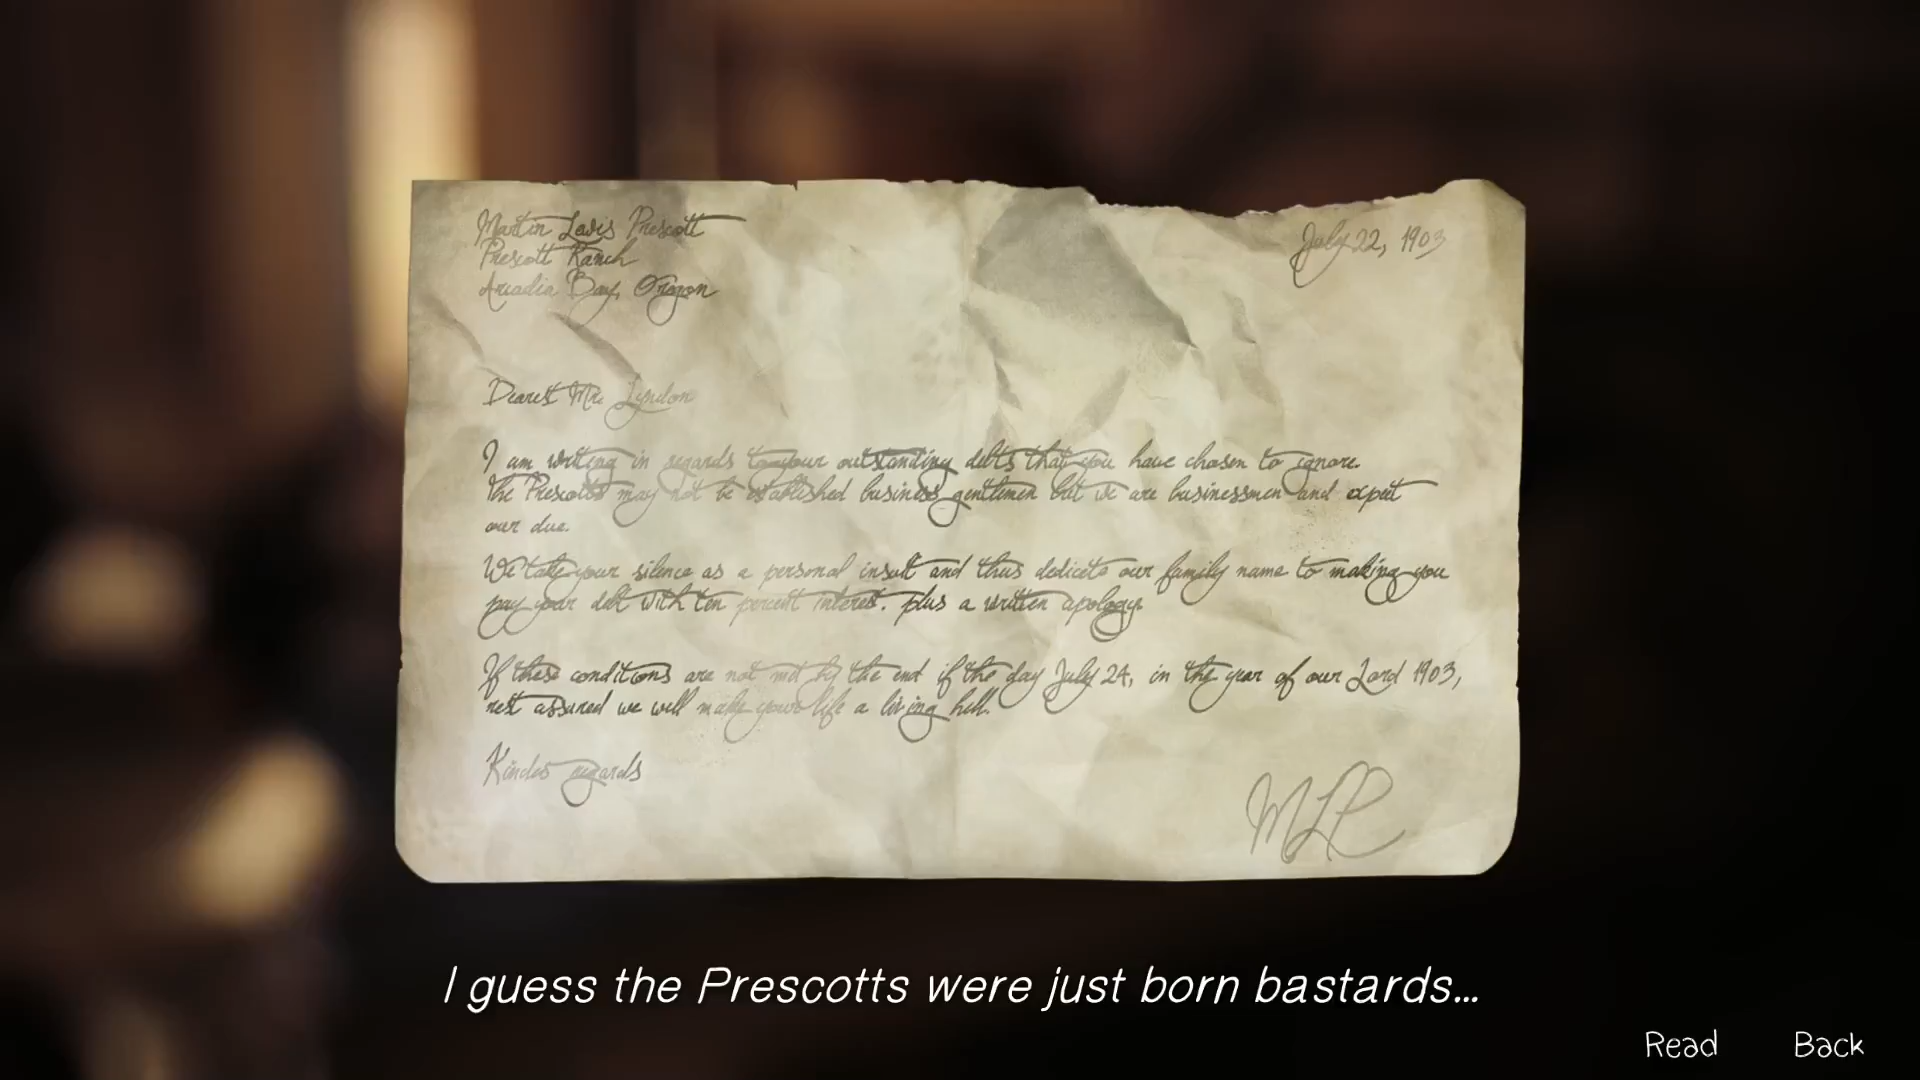 Martin Lewis Prescott
Prescott Ranch
Arcadia Bay, Oregon
July 22, 1903
Dearest Mr. Lyndon
I am writing in regards to your outstanding debts that you have chosen to ignore.
The Prescotts may not be established business gentlemen but we are businessmen and expect
our due.
We take your silence as a personal insult and thus dedicate our family name to making you
pay your debt with ten percent interest. plus a written apology.
If these conditions are not met by the end if the day July 24, in the year of our Lord 1903,
rest assured we will make your life a living hell.
Kindest regards
MLP
I guess the Prescotts were just born bastards...
Read Back